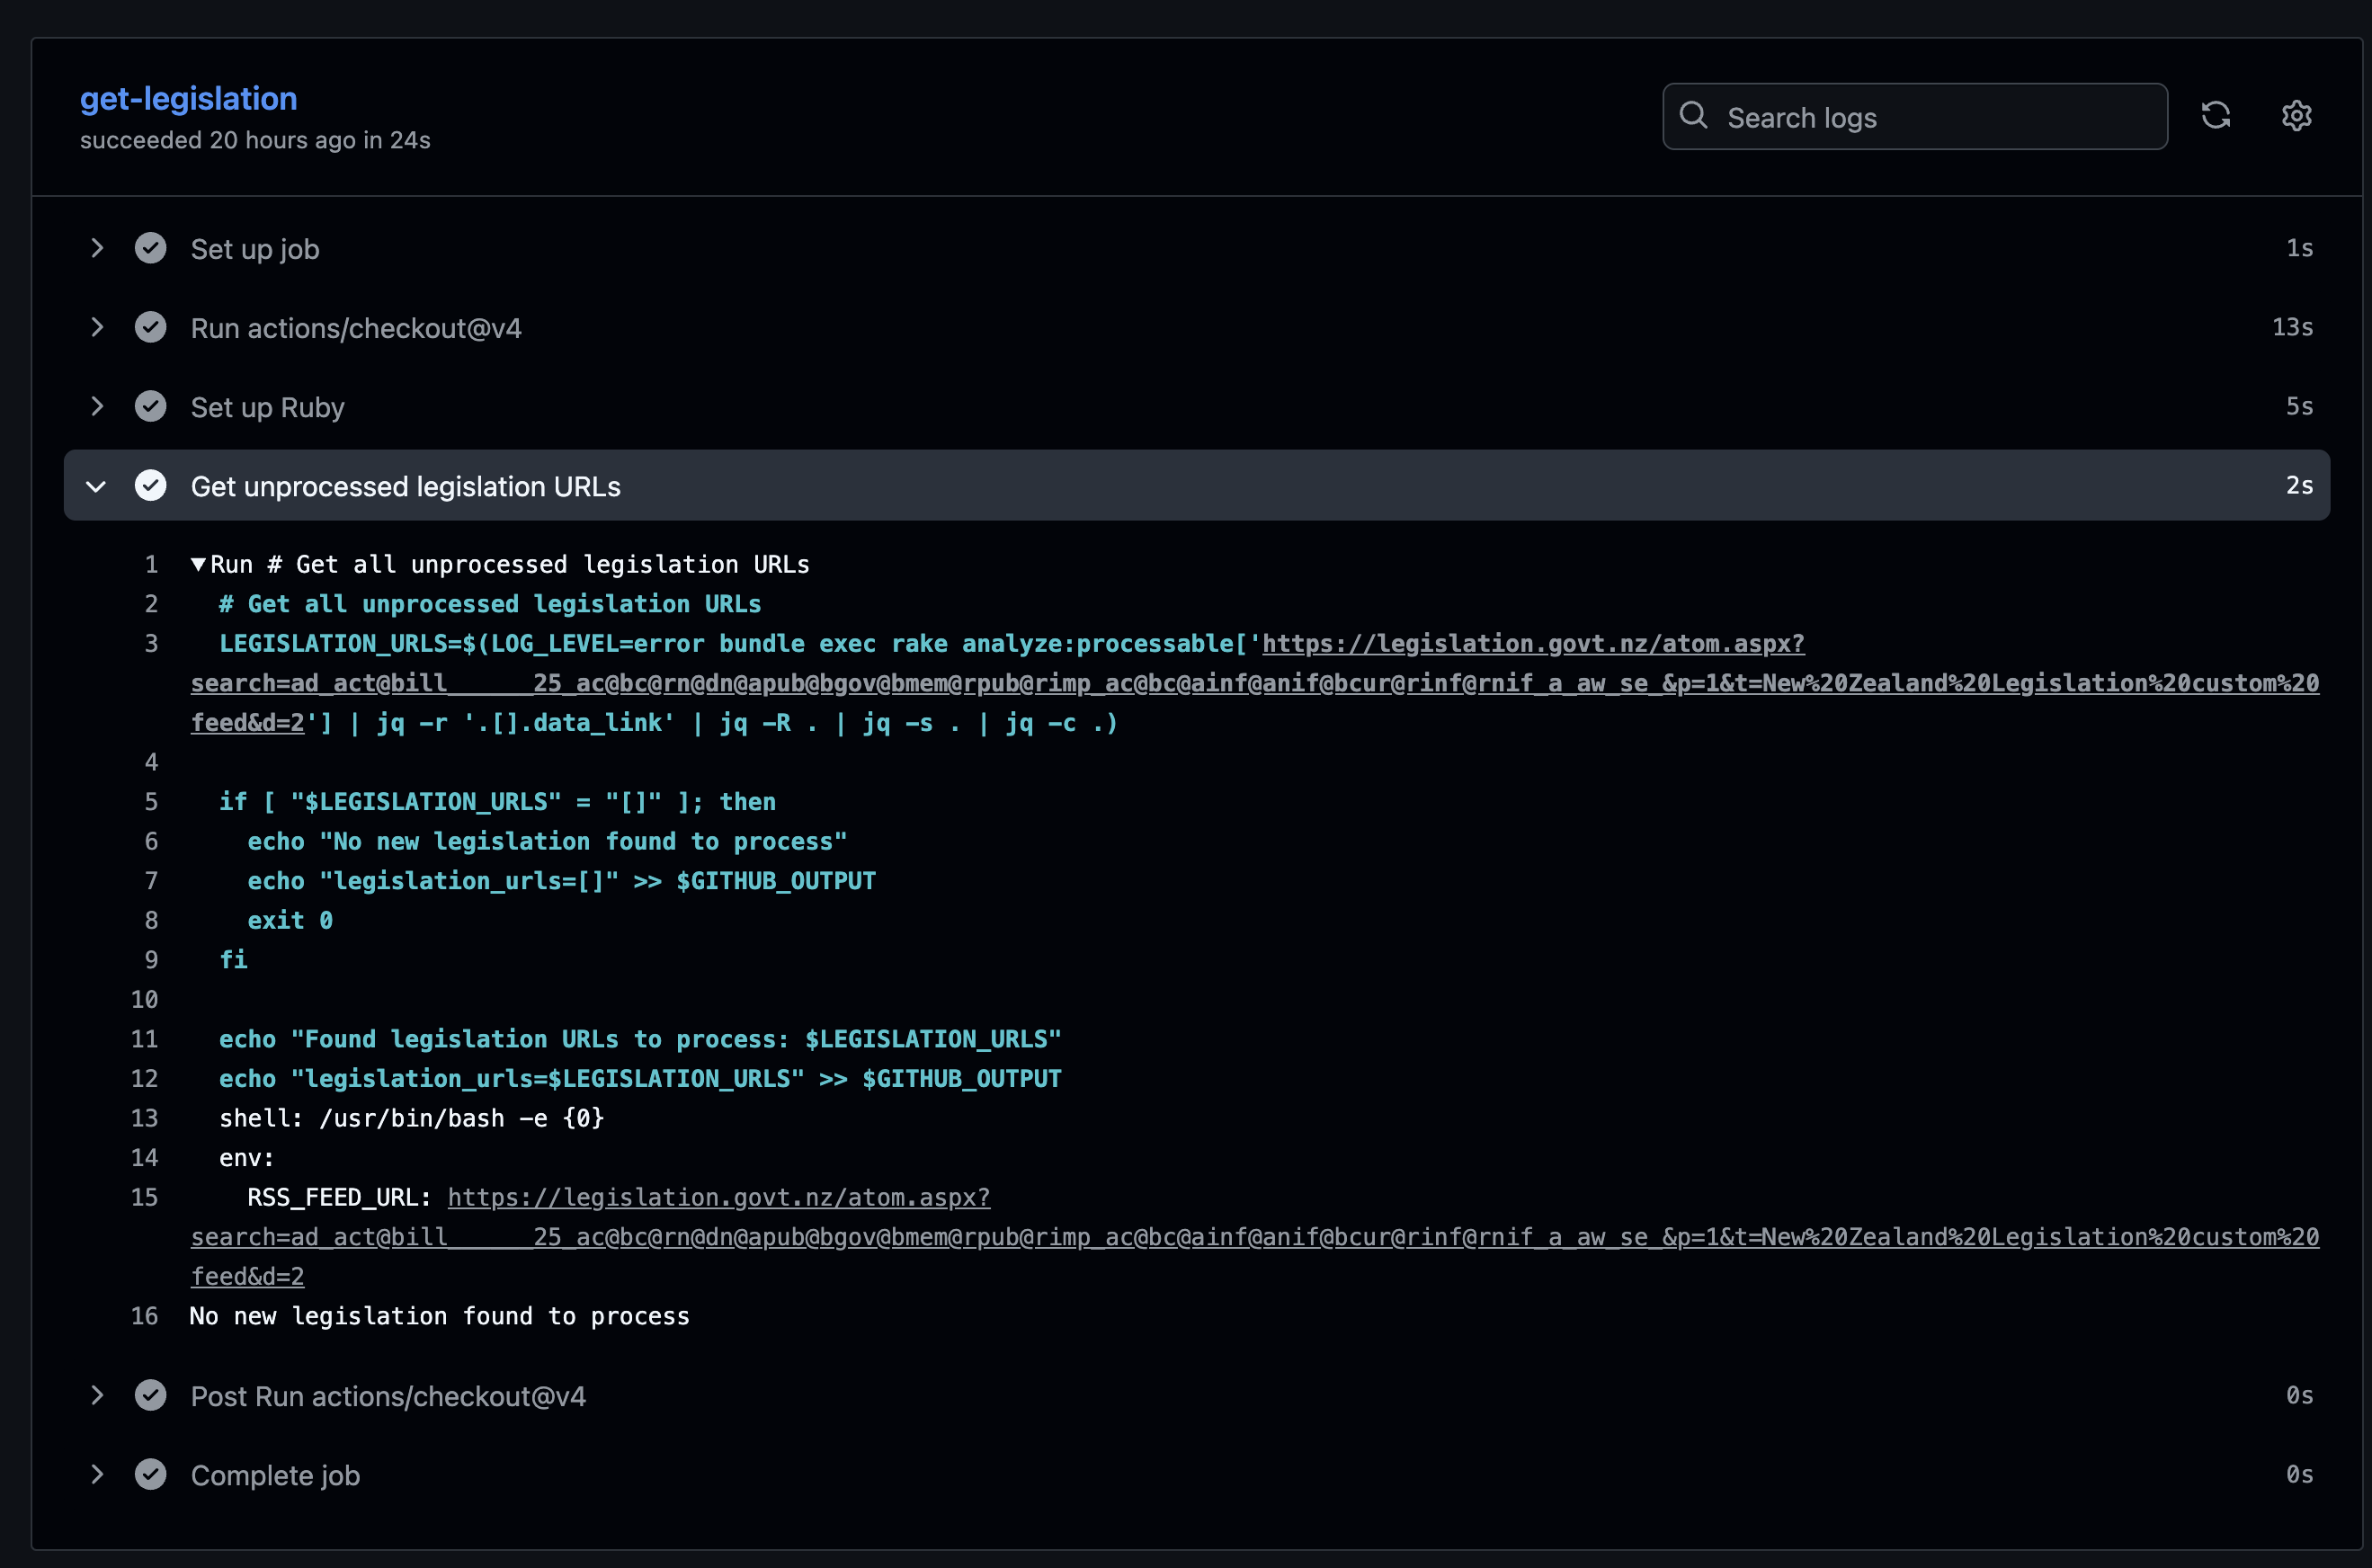 get-legislation
succeeded 20 hours ago in 24s
Search logs
Set up job 1s
Run actions/checkout@v4 13s
Set up Ruby 5s
Get unprocessed legislation URLs 2s
1 ▼Run # Get all unprocessed legislation URLs
2 # Get all unprocessed legislation URLs
3 LEGISLATION_URLS=$(LOG_LEVEL=error bundle exec rake analyze:processable['https://legislation.govt.nz/atom.aspx?
search=ad_act@bill______25_ac@bc@rn@dn@apub@bgov@bmem@rpub@rimp_ac@bc@ainf@anif@bcur@rinf@rnif_a_aw_se_&p=1&t=New%20Zealand%20Legislation%20custom%20
feed&d=2'] | jq -r '.[].data_link' | jq -R . | jq -s . | jq -c .)
4
5 if [ "$LEGISLATION_URLS" = "[]" ]; then
6 echo "No new legislation found to process"
7 echo "legislation_urls=[]" >> $GITHUB_OUTPUT
8 exit 0
9 fi
10
11 echo "Found legislation URLs to process: $LEGISLATION_URLS"
12 echo "legislation_urls=$LEGISLATION_URLS" >> $GITHUB_OUTPUT
13 shell: /usr/bin/bash -e {0}
14 env:
15 RSS_FEED_URL: https://legislation.govt.nz/atom.aspx?
search=ad_act@bill______25_ac@bc@rn@dn@apub@bgov@bmem@rpub@rimp_ac@bc@ainf@anif@bcur@rinf@rnif_a_aw_se_&p=1&t=New%20Zealand%20Legislation%20custom%20
feed&d=2
16 No new legislation found to process
Post Run actions/checkout@v4 0s
Complete job 0s